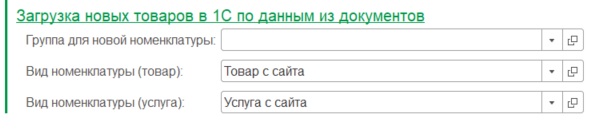 Загрузка новых товаров в 1С по данным из документов
Группа для новой номенклатуры:
Вид номенклатуры (товар): Товар с сайта
Вид номенклатуры (услуга): Услуга с сайта